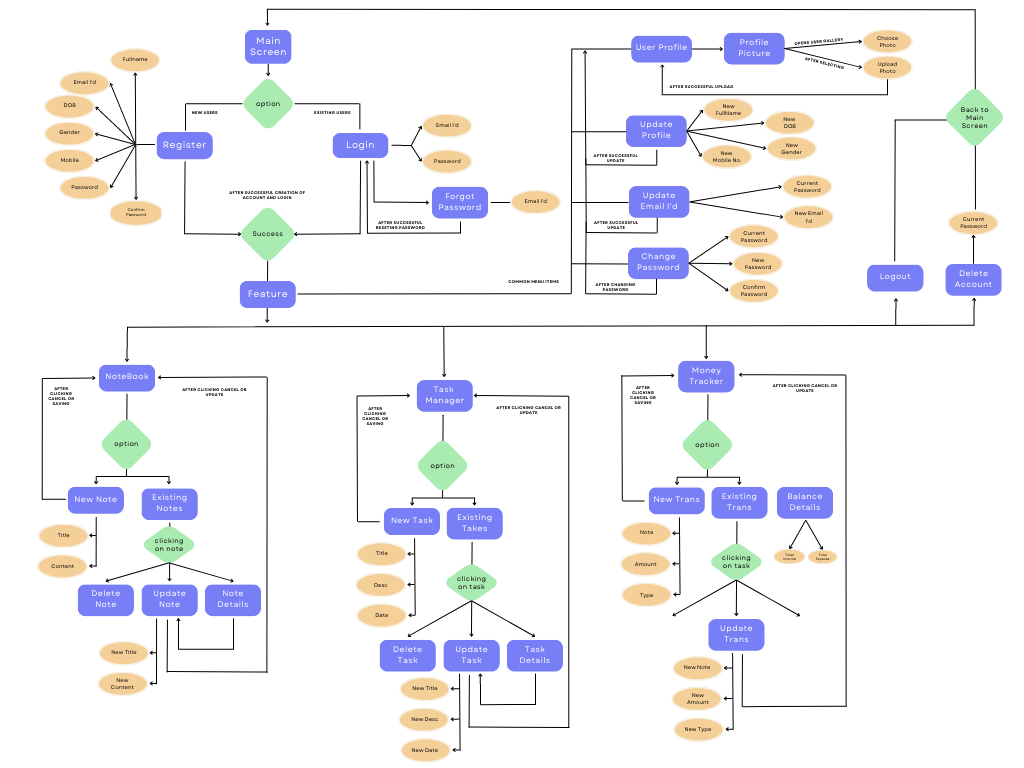 Main
Screen
option
NEW USERS
EXISTING USERS
Fullname
Email I'd
DOB
Gender
Mobile
Password
Confirm
Password
Register
Login
Email I'd
Password
Forgot
Password
Email I'd
AFTER SUCCESSFUL
RESETING PASSWORD
AFTER SUCCESSFUL CREATION OF
ACCOUNT AND LOGIN
Success
Feature
COMMON MENU ITEMS
User Profile
Profile
Picture
OPENS USER GALLERY
AFTER SELECTING
Choose
Photo
Upload
Photo
AFTER SUCCESSFUL UPLOAD
Update
Profile
New
FullName
New
DOB
New
Gender
New
Mobile No.
AFTER SUCCESSFUL
UPDATE
Update
Email I'd
Current
Password
New Email
I'd
AFTER SUCCESSFUL
UPDATE
Change
Password
Current
Password
New
Password
Confirm
Password
AFTER CHANGING
PASSWORD
Back to
Main
Screen
Current
Password
Logout
Delete
Account
NoteBook
AFTER
CLICKING
CANCEL OR
SAVING
AFTER CLICKING CANCEL OR
UPDATE
option
New Note
Existing
Notes
Title
Content
clicking
on note
Delete
Note
Update
Note
Note
Details
New Title
New
Content
Task
Manager
AFTER
CLICKING
CANCEL OR
SAVING
AFTER CLICKING CANCEL OR
UPDATE
option
New Task
Existing
Takes
Title
Desc
Date
clicking
on task
Delete
Task
Update
Task
Task
Details
New Title
New Desc
New Date
Money
Tracker
AFTER
CLICKING
CANCEL OR
SAVING
AFTER CLICKING CANCEL OR
UPDATE
option
New Trans
Existing
Trans
Balance
Details
Note
Amount
Type
clicking
on task
Total
Income
Total
Expense
Update
Trans
New Note
New
Amount
New Type